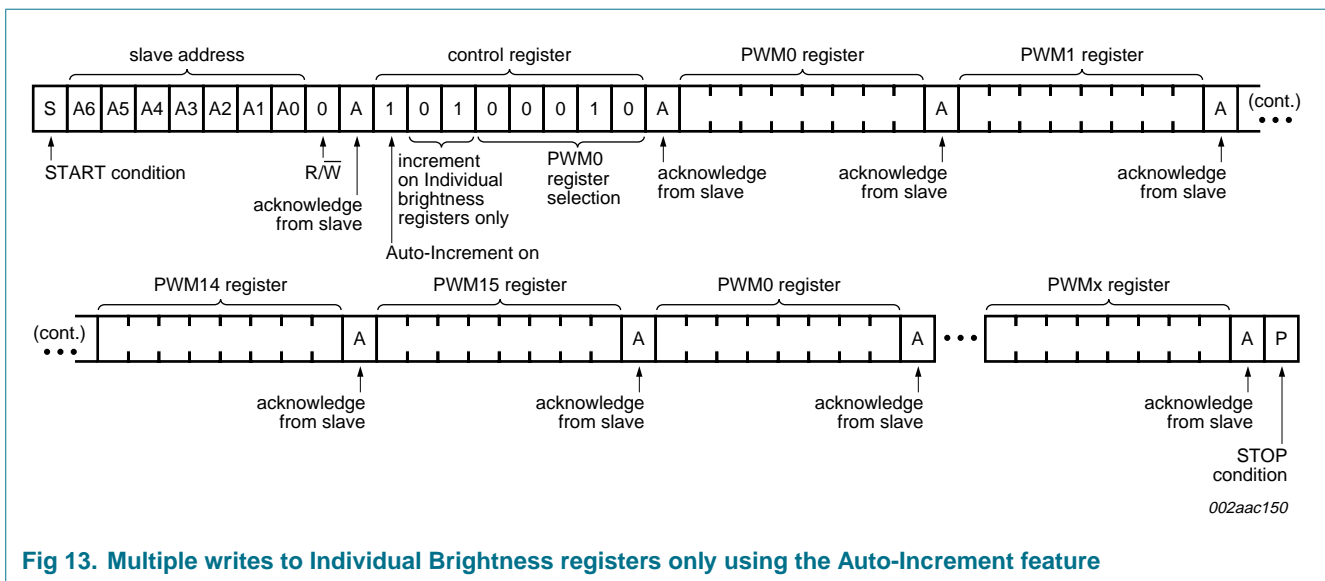 slave address control register PWM0 register PWM1 register
S A6 A5 A4 A3 A2 A1 A0 0 A 1 0 1 0 0 0 1 0 A A A (cont.)
START condition
R/W
acknowledge
from slave
Auto-Increment on
increment
on Individual
brightness
registers only
PWM0
register
selection
acknowledge
from slave
acknowledge
from slave
acknowledge
from slave
PWM14 register PWM15 register PWM0 register PWMx register
(cont.) A A A A P
acknowledge
from slave
acknowledge
from slave
acknowledge
from slave
acknowledge
from slave
STOP
condition
002aac150
Fig 13. Multiple writes to Individual Brightness registers only using the Auto-Increment feature